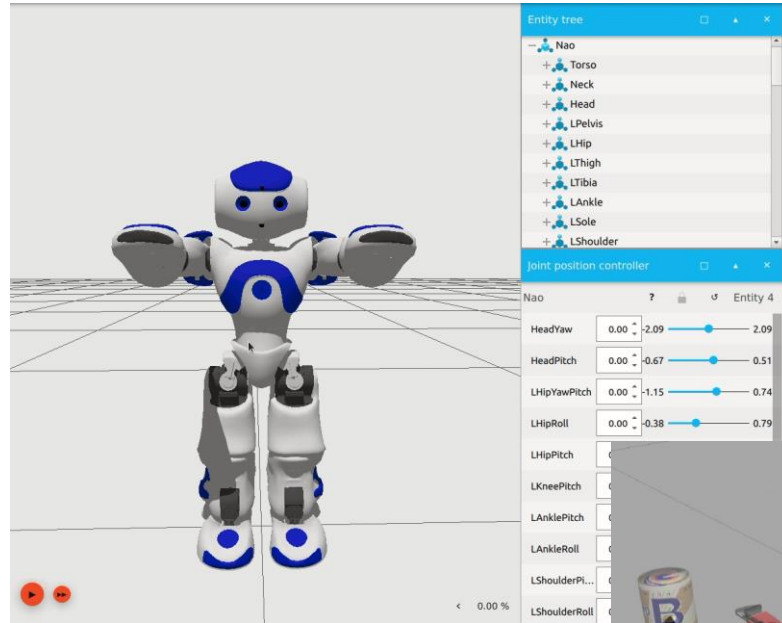 Entity tree
Nao
Torso
Neck
Head
LPelvis
LHip
LThigh
LTibia
LAnkle
LSole
LShoulder
Joint position controller
Nao ? Entity 4
HeadYaw 0.00 -2.09 2.09
HeadPitch 0.00 -0.67 0.51
LHipYawPitch 0.00 -1.15 0.74
LHipRoll 0.00 -0.38 0.79
LHipPitch
LKneePitch
LAnklePitch
LAnkleRoll
LShoulderPi...
LShoulderRoll
< 0.00 %
B